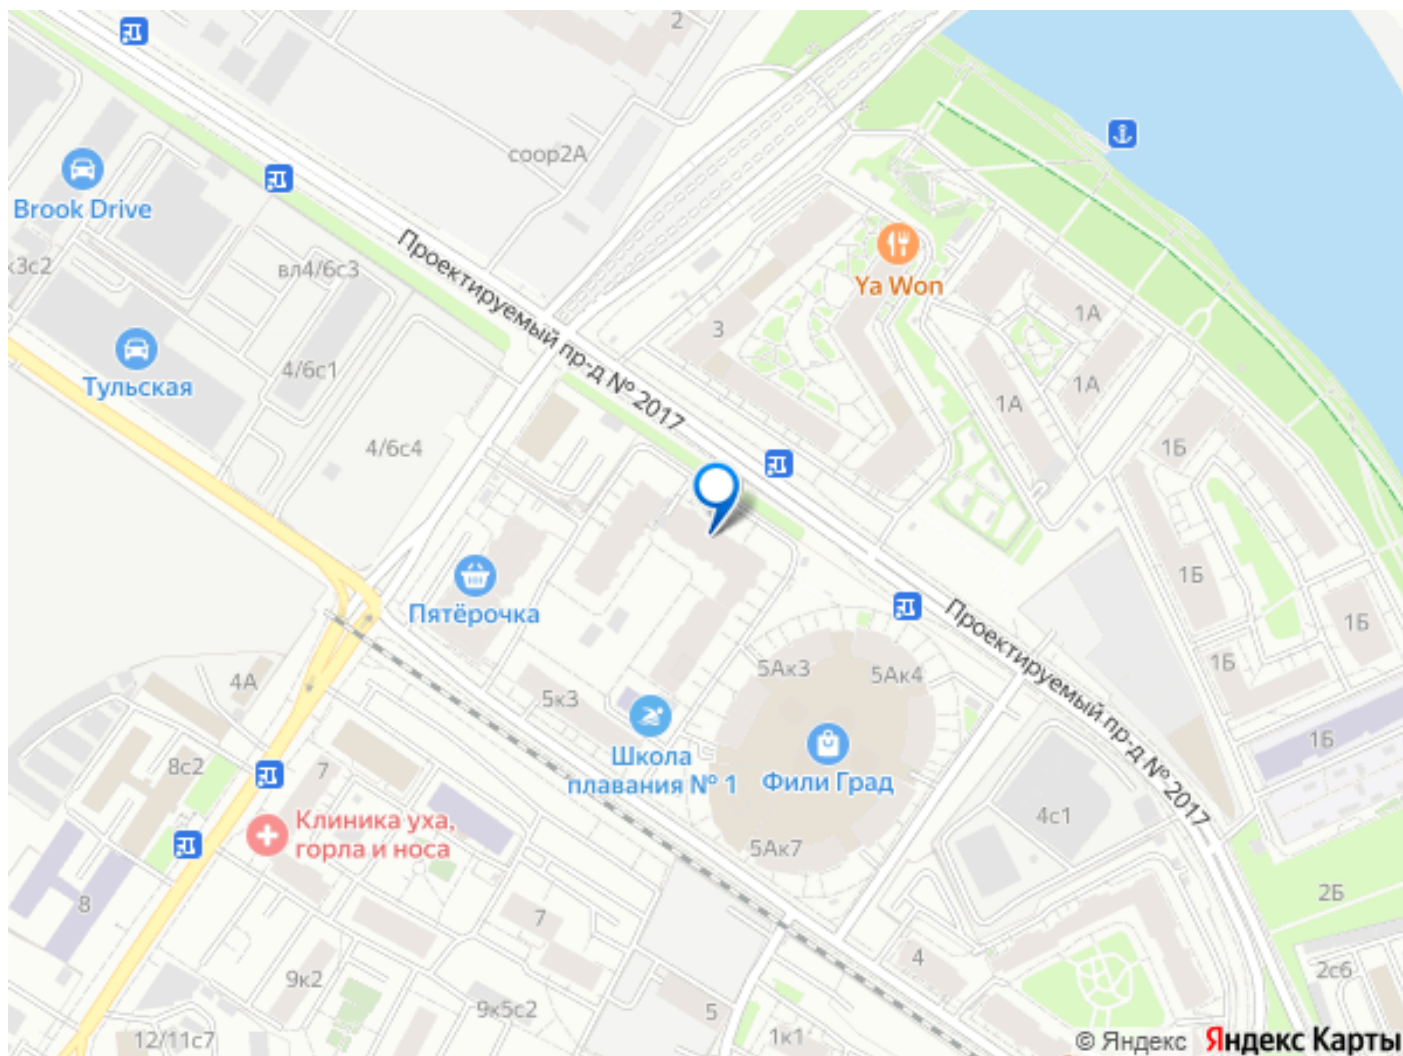 2
соор2А
Brook Drive
к3с2
вл4/6с3
Проектируемый пр-д № 2017
Ya Won
1А
3
Тульская
4/6с1
1А
1А
4/6с4
1Б
Пятёрочка
1Б
Проектируемый пр-д № 2017
1Б
4А
5к3
5Ак3
5Ак4
1Б
Школа
плавания № 1
Фили Град
1Б
8с2
7
Клиника уха,
горла и носа
4с1
5Ак7
8
7
2Б
9к2
4
2с6
9к5с2
5
12/11с7
1к1
© Яндекс Яндекс Карты